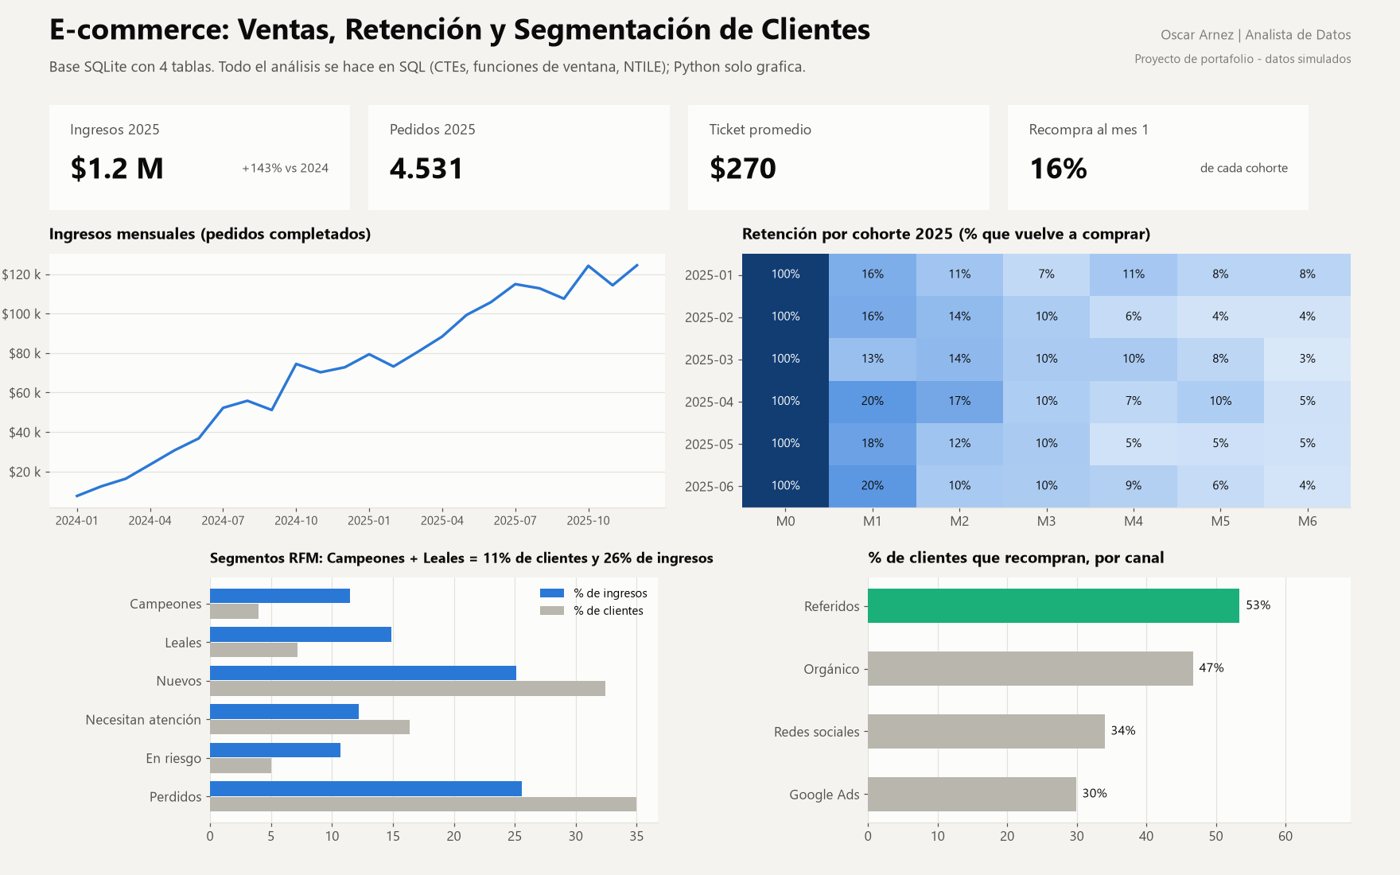 E-commerce: Ventas, Retención y Segmentación de Clientes
Oscar Arnez | Analista de Datos
Base SQLite con 4 tablas. Todo el análisis se hace en SQL (CTEs, funciones de ventana, NTILE); Python solo grafica.
Proyecto de portafolio - datos simulados
Ingresos 2025
$1.2 M
+143% vs 2024
Pedidos 2025
4.531
Ticket promedio
$270
Recompra al mes 1
16%
de cada cohorte
Ingresos mensuales (pedidos completados)
$120 k
$100 k
$80 k
$60 k
$40 k
$20 k
2024-01 2024-04 2024-07 2024-10 2025-01 2025-04 2025-07 2025-10
Retención por cohorte 2025 (% que vuelve a comprar)
2025-01 100% 16% 11% 7% 11% 8% 8%
2025-02 100% 16% 14% 10% 6% 4% 4%
2025-03 100% 13% 14% 10% 10% 8% 3%
2025-04 100% 20% 17% 10% 7% 10% 5%
2025-05 100% 18% 12% 10% 5% 5% 5%
2025-06 100% 20% 10% 10% 9% 6% 4%
M0 M1 M2 M3 M4 M5 M6
Segmentos RFM: Campeones + Leales = 11% de clientes y 26% de ingresos
% de ingresos
% de clientes
Campeones
Leales
Nuevos
Necesitan atención
En riesgo
Perdidos
0 5 10 15 20 25 30 35
% de clientes que recompran, por canal
Referidos 53%
Orgánico 47%
Redes sociales 34%
Google Ads 30%
0 10 20 30 40 50 60